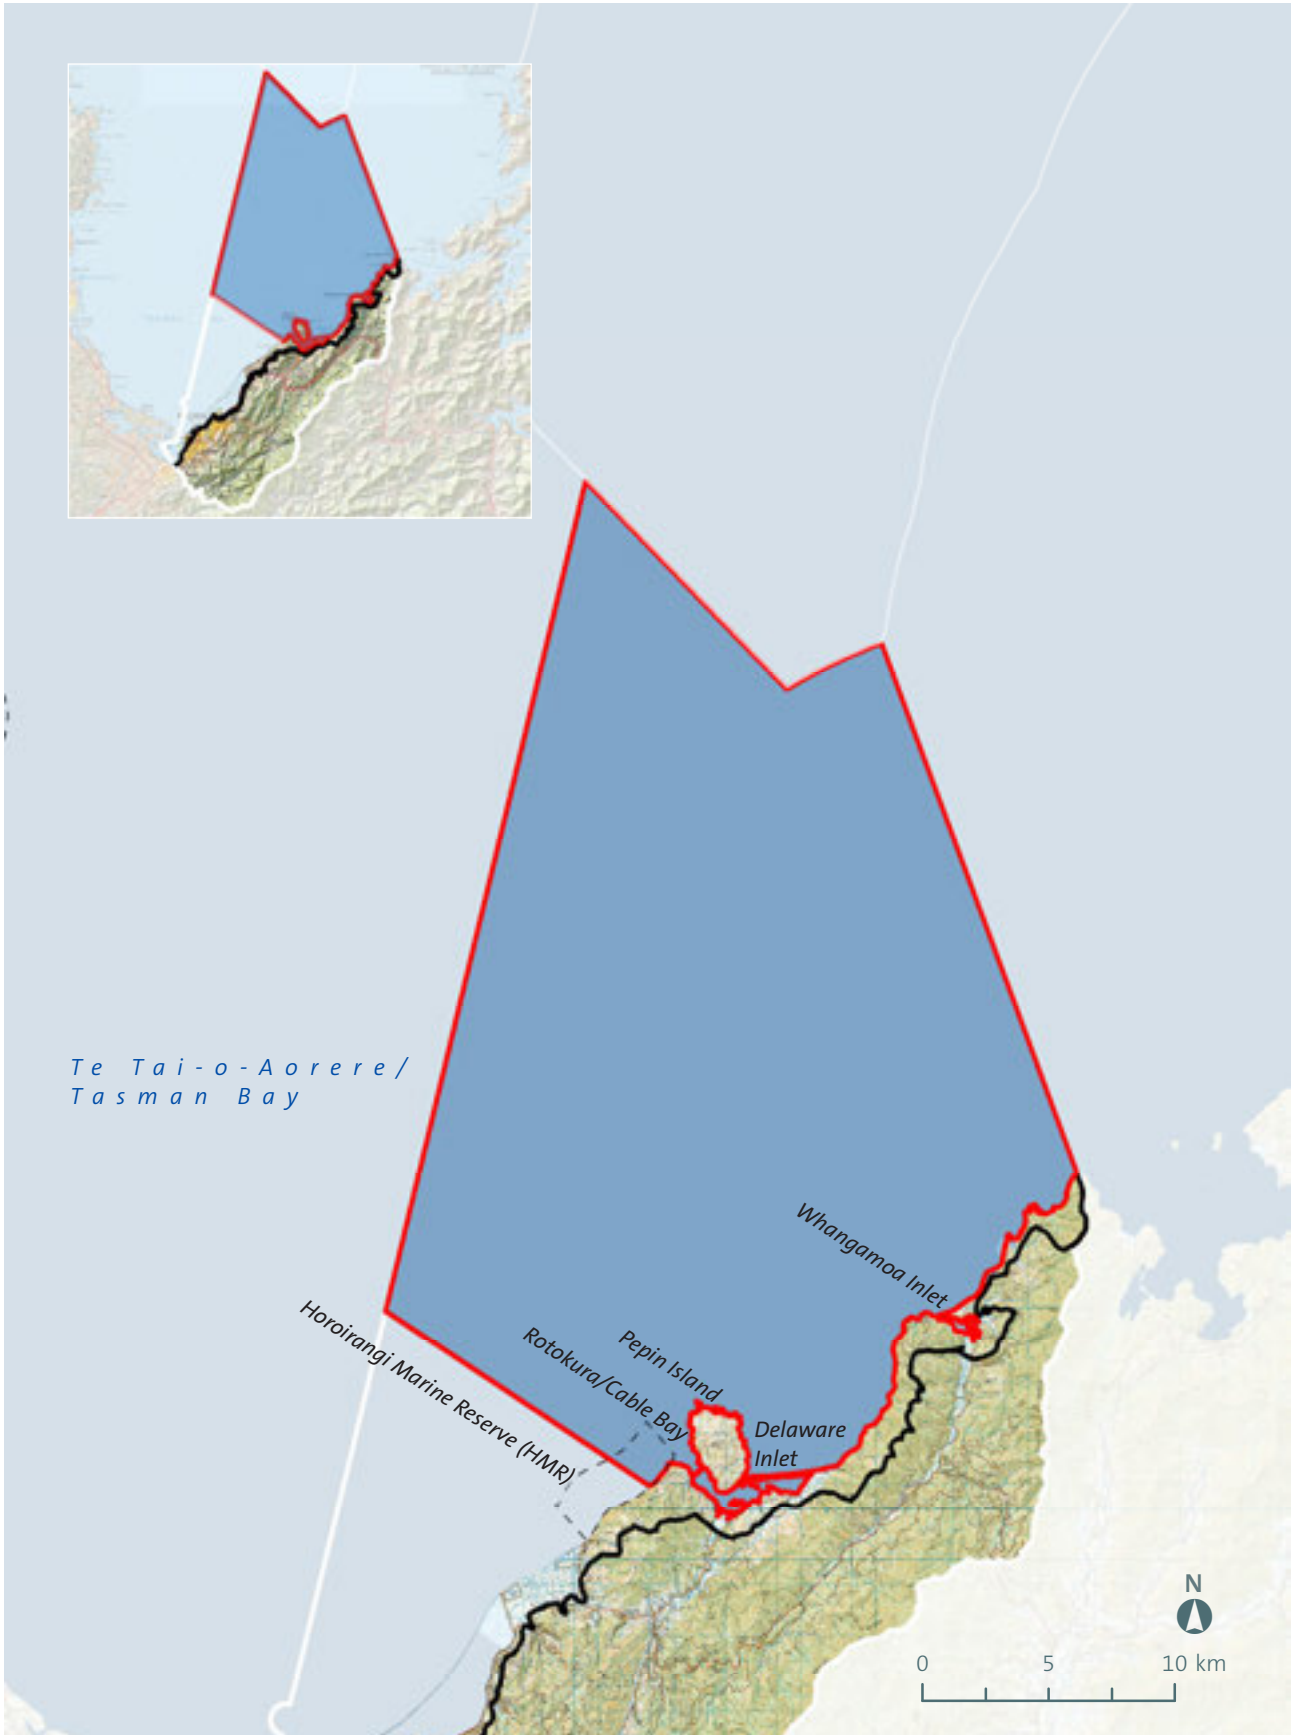 Te Tai-o-Aorere/
Tasman Bay
Whangamoa Inlet
Horoirangi Marine Reserve (HMR)
Rotokura/Cable Bay
Pepin Island
Delaware
Inlet
N
0 5 10 km